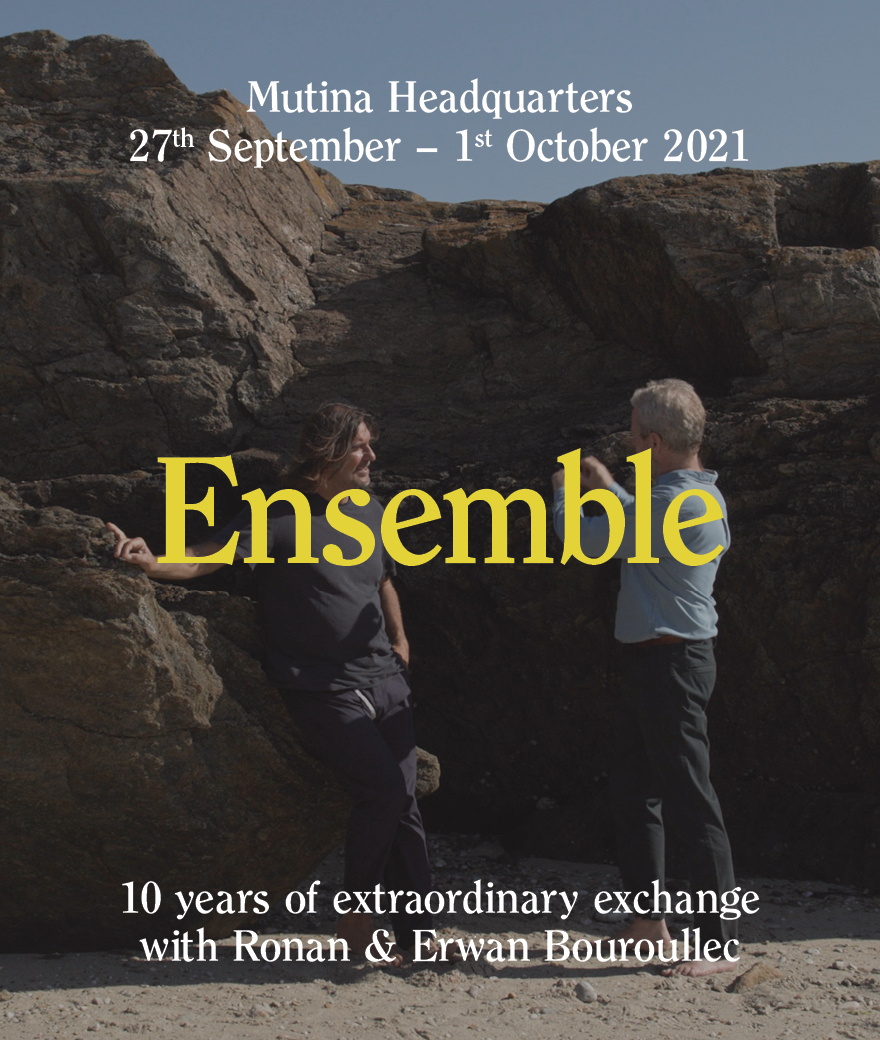 Mutina Headquarters
27th September – 1st October 2021
Ensemble
10 years of extraordinary exchange
with Ronan & Erwan Bouroullec